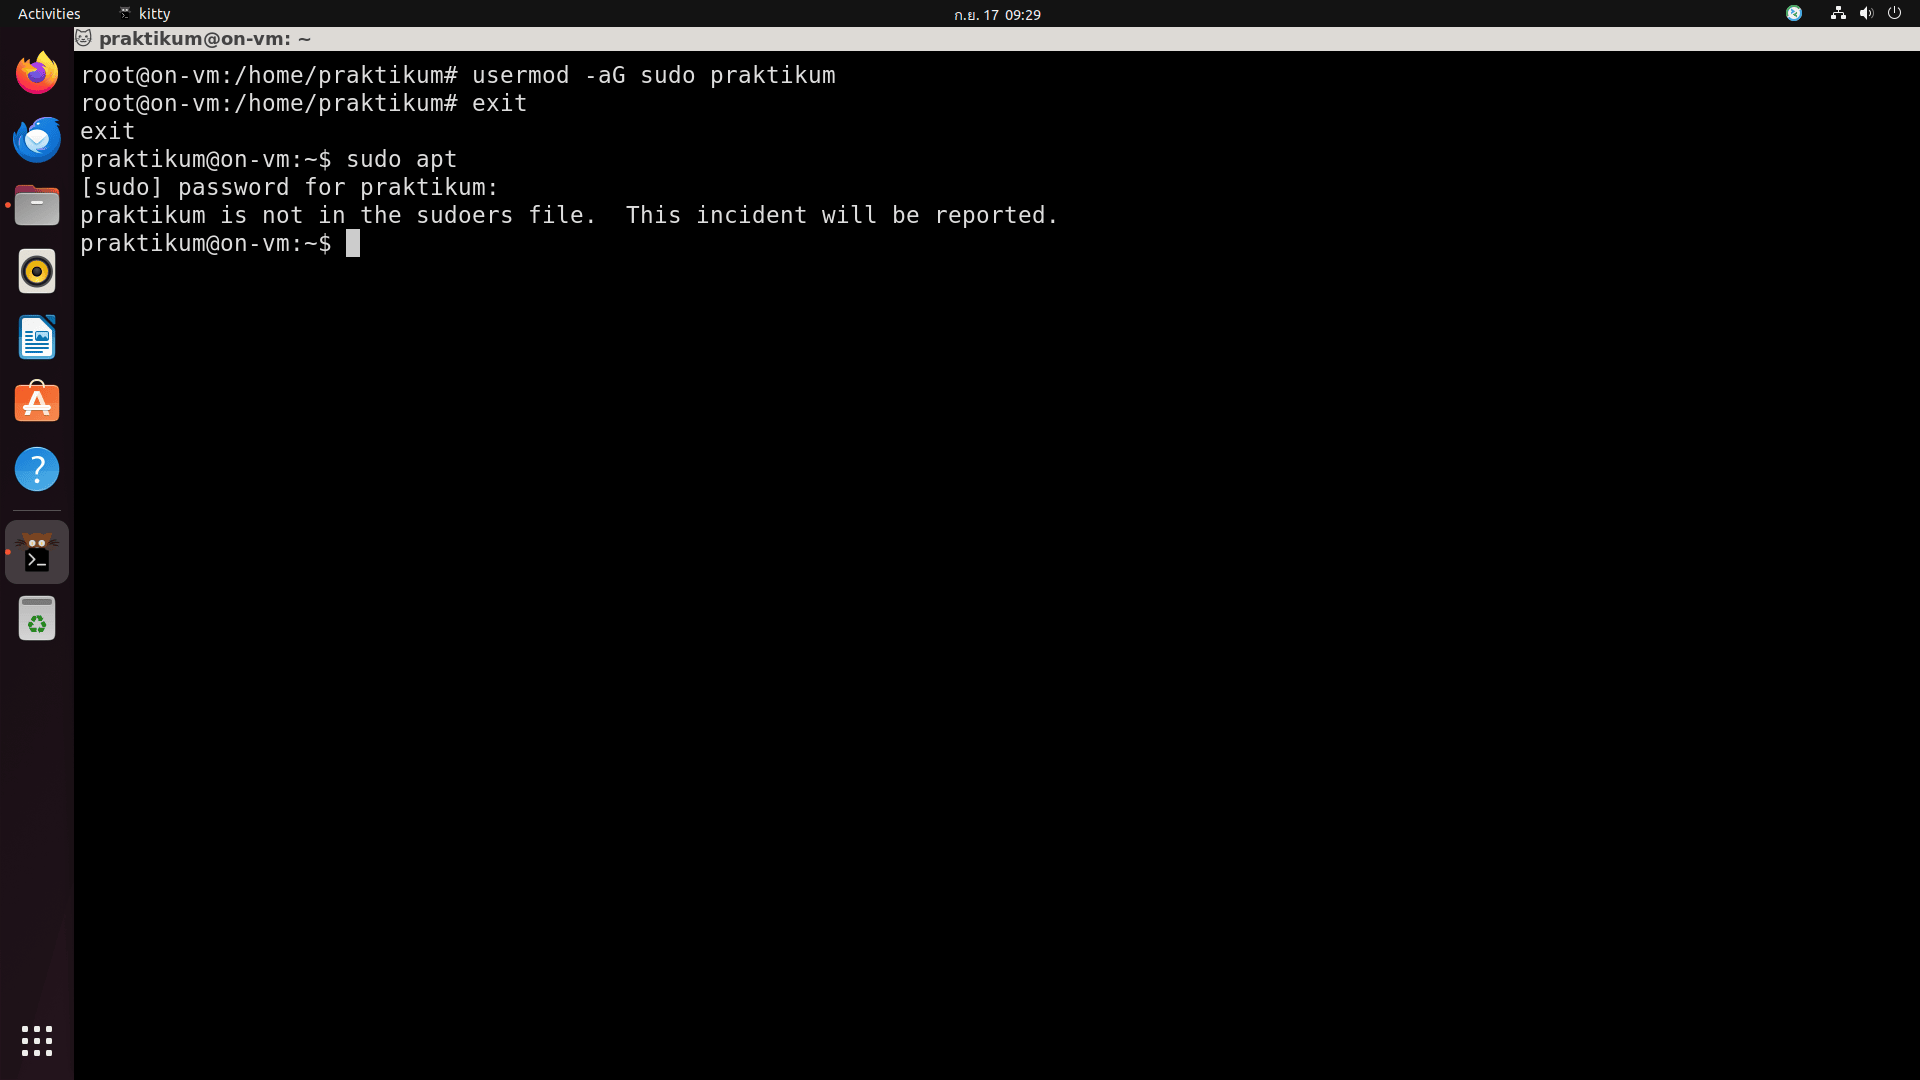 Activities kitty ก.ย. 17 09:29
praktikum@on-vm: ~
root@on-vm:/home/praktikum# usermod -aG sudo praktikum
root@on-vm:/home/praktikum# exit
exit
praktikum@on-vm:~$ sudo apt
[sudo] password for praktikum:
praktikum is not in the sudoers file.  This incident will be reported.
praktikum@on-vm:~$